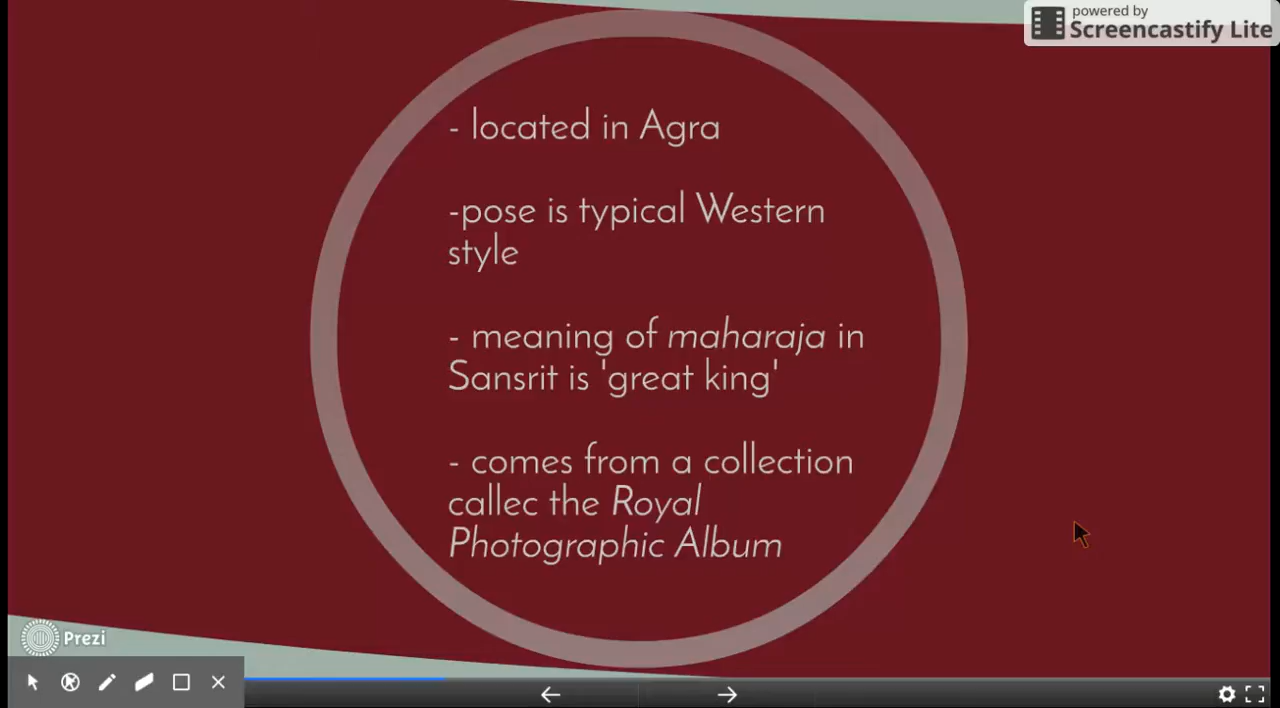 powered by
Screencastify Lite
- located in Agra
-pose is typical Western
style
- meaning of maharaja in
Sansrit is 'great king'
- comes from a collection
callec the Royal
Photographic Album
Prezi